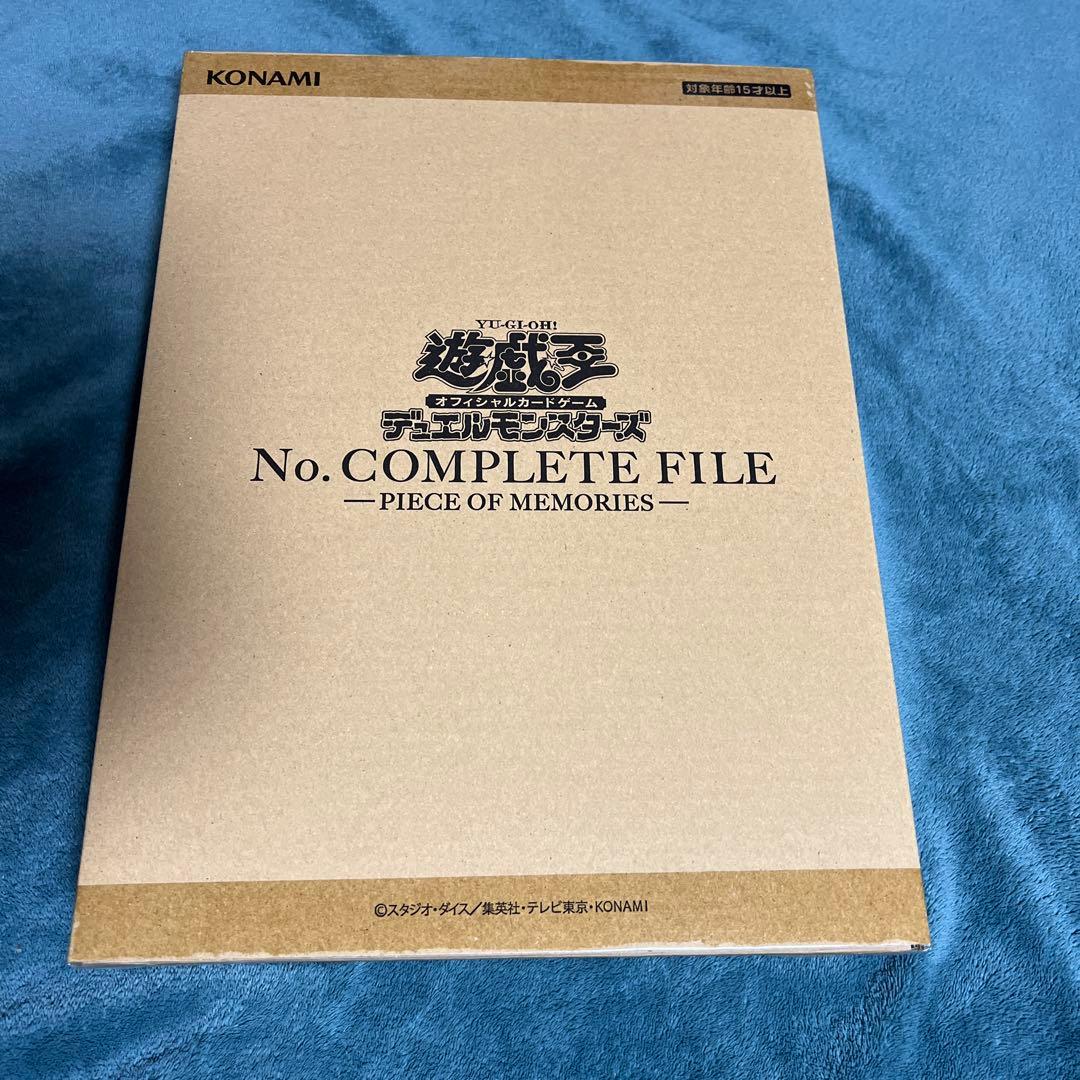 KONAMI
対象年齢15才以上
YU-GI-OH!
遊戯王
オフィシャルカードゲーム
デュエルモンスターズ
No. COMPLETE FILE
—PIECE OF MEMORIES—
©スタジオ・ダイス/集英社・テレビ東京・KONAMI